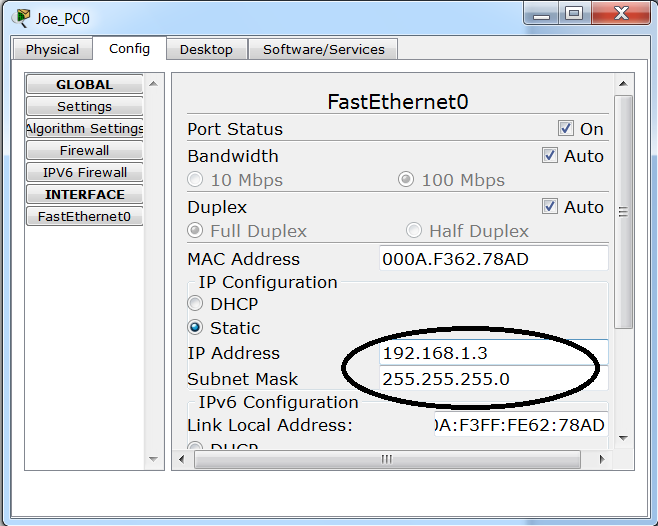 Joe_PC0
Physical Config Desktop Software/Services
GLOBAL
Settings
Algorithm Settings
Firewall
IPV6 Firewall
INTERFACE
FastEthernet0
FastEthernet0
Port Status On
Bandwidth Auto
10 Mbps 100 Mbps
Duplex Auto
Full Duplex Half Duplex
MAC Address 000A.F362.78AD
IP Configuration
DHCP
Static
IP Address 192.168.1.3
Subnet Mask 255.255.255.0
IPv6 Configuration
Link Local Address: 0A:F3FF:FE62:78AD
DHCP